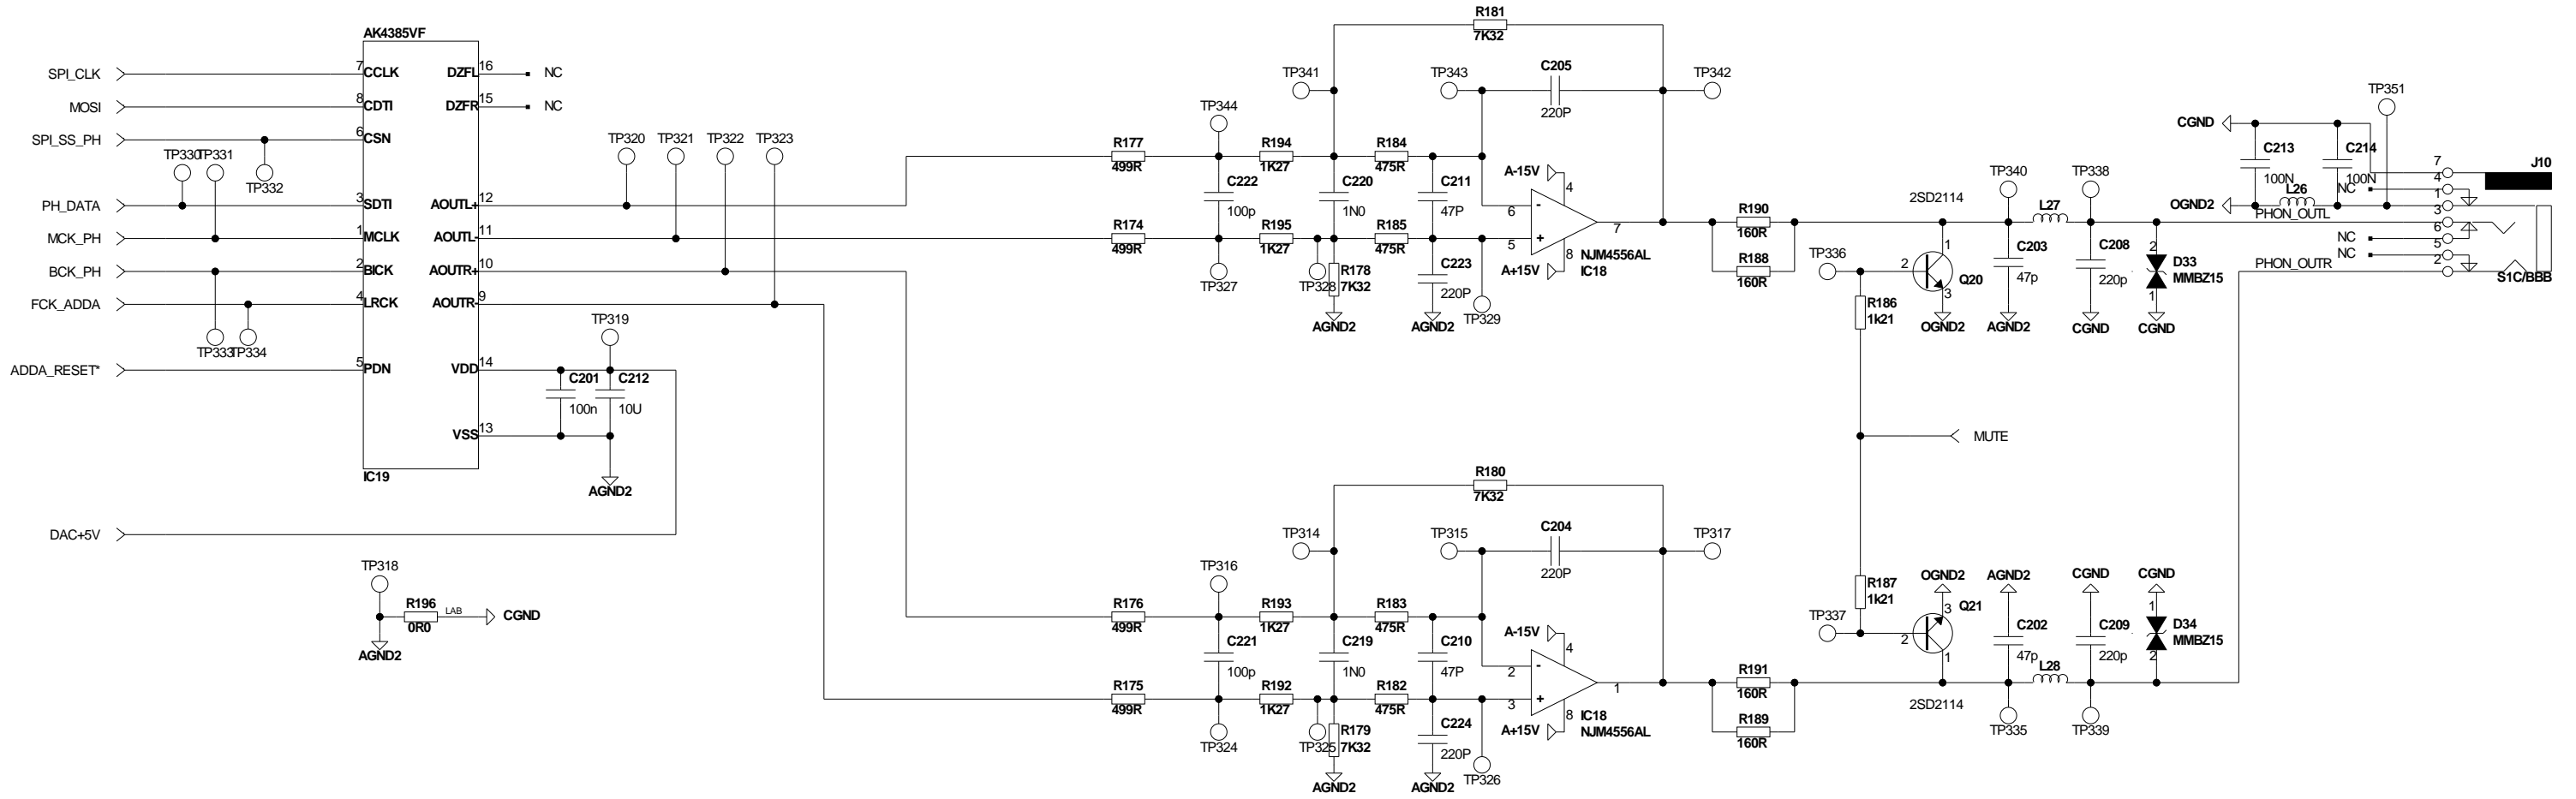 AK4385VF
SPI_CLK
7
CCLK
DZFL
16
NC
MOSI
8
CDTI
DZFR
15
NC
SPI_SS_PH
6
CSN
TP330
TP331
TP332
PH_DATA
3
SDTI
AOUTL+
12
MCK_PH
1
MCLK
AOUTL-
11
BCK_PH
2
BICK
AOUTR+
10
FCK_ADDA
4
LRCK
AOUTR-
9
TP333
TP334
ADDA_RESET*
5
PDN
VDD
14
VSS
13
IC19
TP320
TP321
TP322
TP323
TP319
C201
100n
C212
10U
AGND2
DAC+5V
TP318
R196
0R0
LAB
CGND
AGND2
R181
7K32
TP341
TP343
C205
220P
TP342
TP344
R177
499R
R194
1K27
R184
475R
C222
100p
C220
1N0
C211
47P
A-15V
4
6
-
R174
499R
R195
1K27
R185
475R
5
+
7
8
NJM4556AL
IC18
A+15V
TP327
TP328
R178
7K32
C223
220P
TP329
AGND2
AGND2
R190
160R
R188
160R
2SD2114
TP336
2
1
3
Q20
OGND2
R186
1k21
TP340
C203
47p
AGND2
L27
TP338
C208
220p
CGND
2
1
D33
MMBZ15
CGND
CGND
C213
100N
C214
100N
L26
OGND2
TP351
PHON_OUTL
PHON_OUTR
NC
NC
NC
7
4
1
3
6
5
2
J10
S1C/BBB
MUTE
R180
7K32
TP314
TP315
C204
220P
TP317
TP316
R176
499R
R193
1K27
R183
475R
C221
100p
C219
1N0
C210
47P
A-15V
4
2
-
R175
499R
R192
1K27
R182
475R
3
+
1
8
IC18
NJM4556AL
A+15V
TP324
TP325
R179
7K32
C224
220P
TP326
AGND2
AGND2
R191
160R
R189
160R
R187
1k21
TP337
2
3
1
Q21
OGND2
2SD2114
AGND2
C202
47p
TP335
L28
CGND
C209
220p
TP339
CGND
1
2
D34
MMBZ15